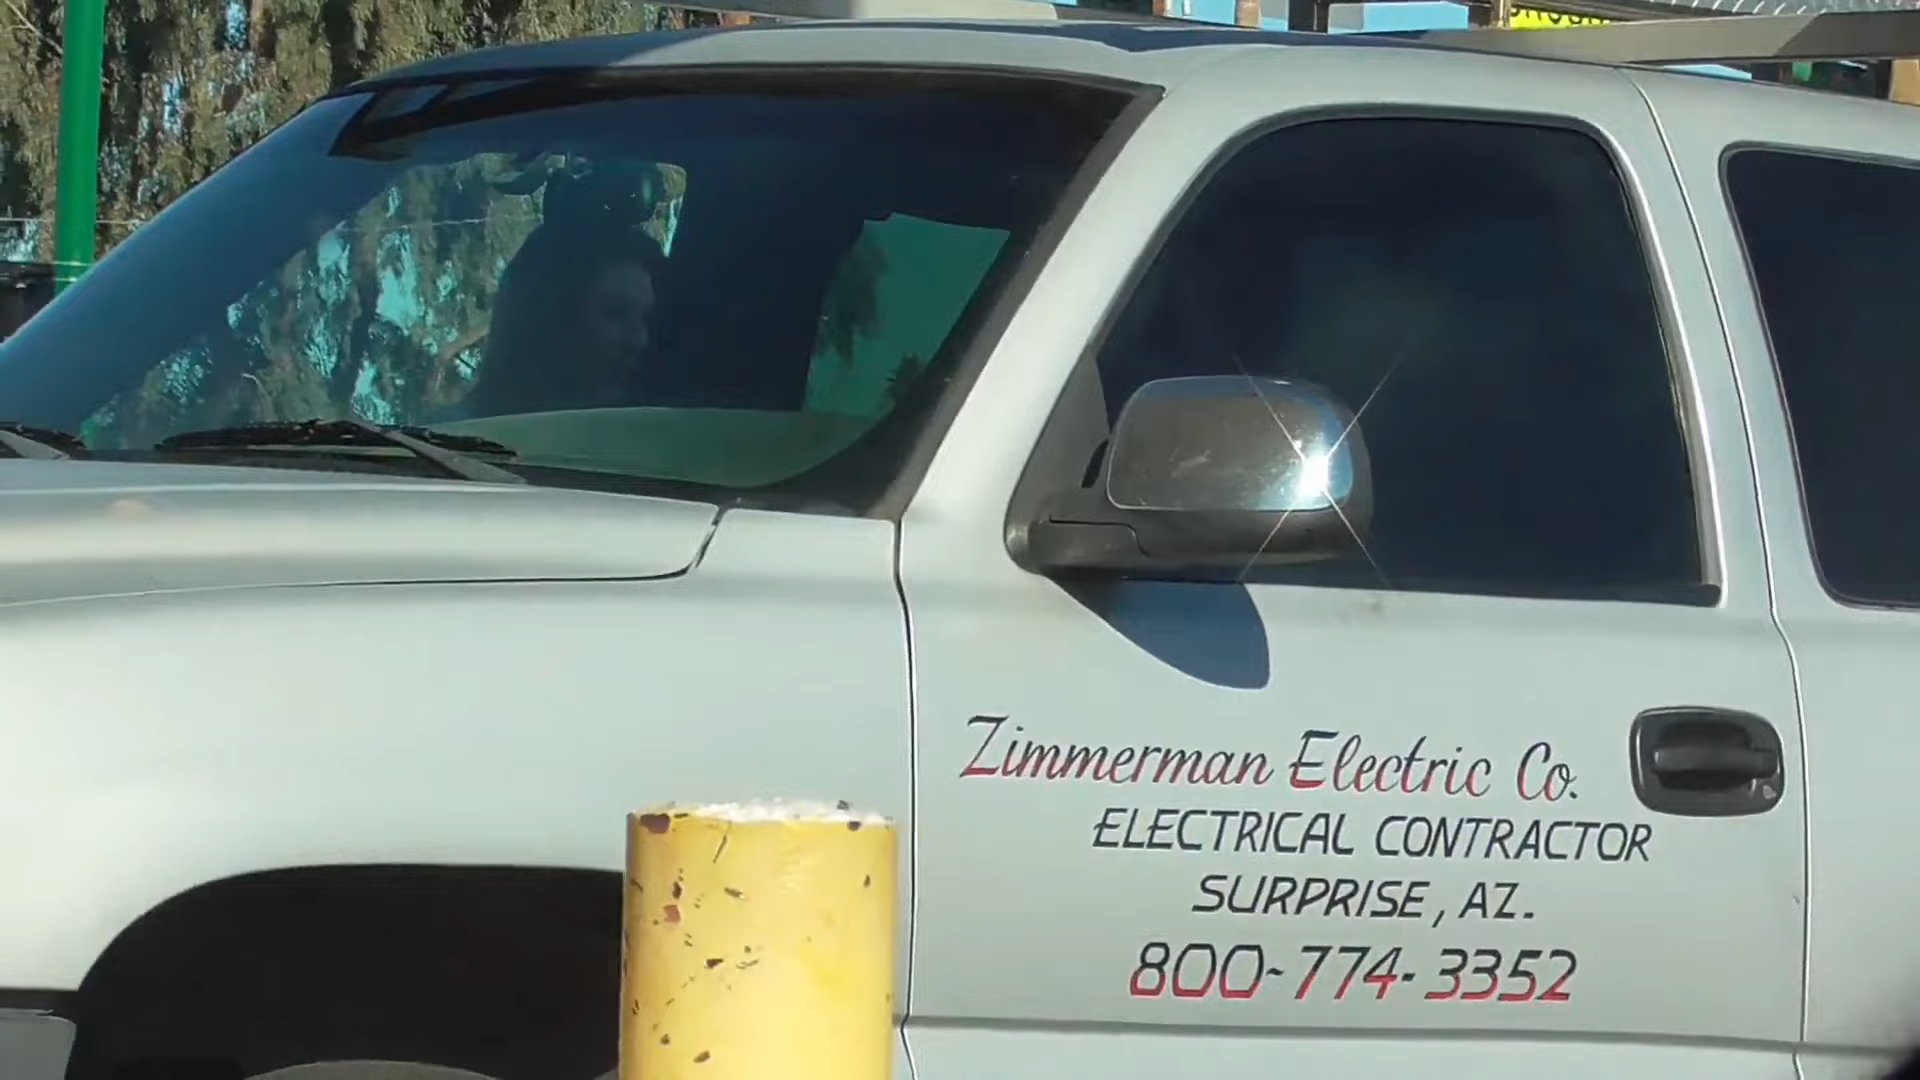 Zimmerman Electric Co.
ELECTRICAL CONTRACTOR
SURPRISE, AZ.
800-774-3352